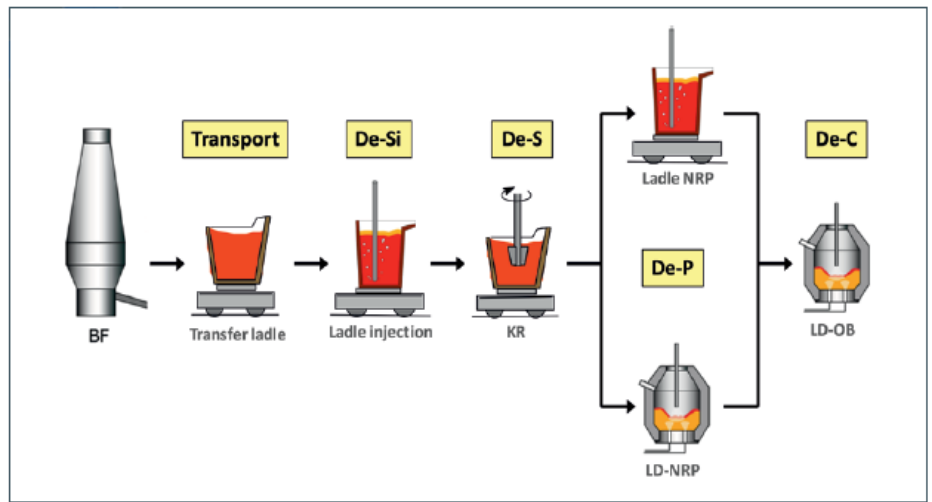 Transport
De-Si
De-S
Ladle NRP
De-C
De-P
BF
Transfer ladle
Ladle injection
KR
LD-OB
LD-NRP